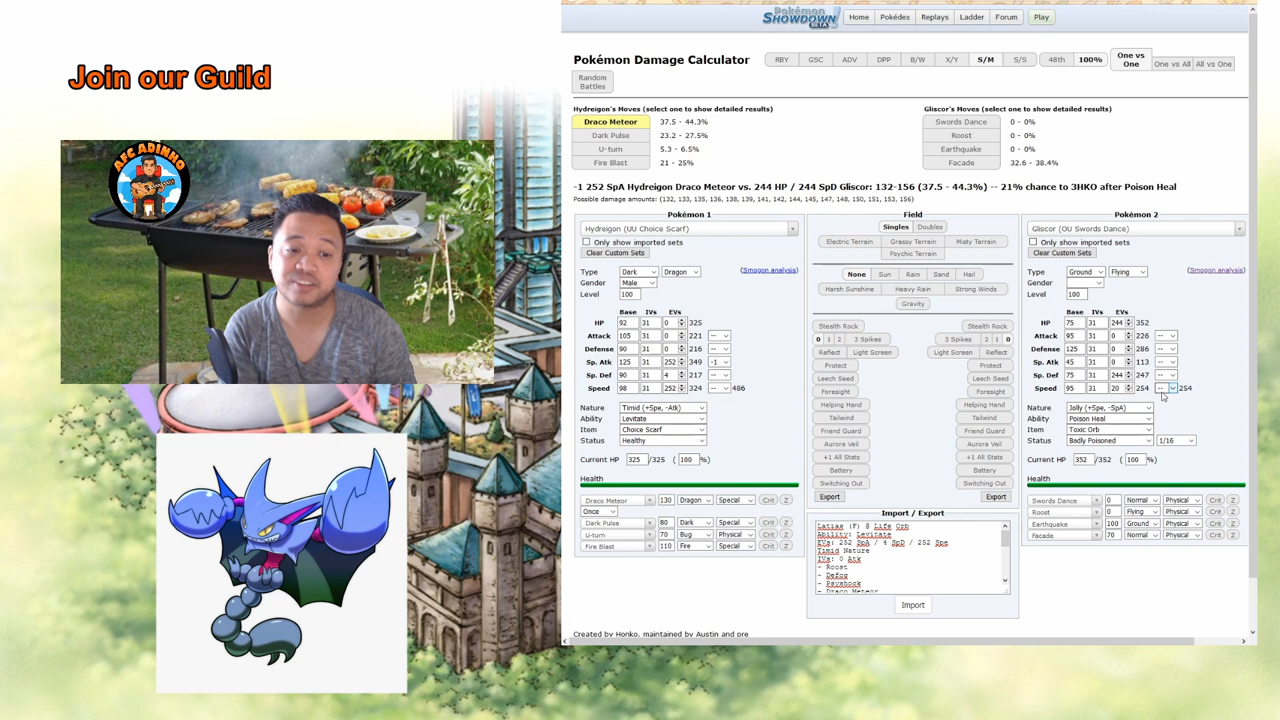 Join our Guild
AFC ADINHO
Pokémon
SHOWDOWN
BETA
Home Pokédex Replays Ladder Forum Play
Pokémon Damage Calculator
RBY GSC ADV DPP B/W X/Y S/M S/S 48th 100% One vs One One vs All All vs One
Random Battles
Hydreigon's Moves (select one to show detailed results)
Draco Meteor 37.5 - 44.3%
Dark Pulse 23.2 - 27.5%
U-turn 5.3 - 6.5%
Fire Blast 21 - 25%
Gliscor's Moves (select one to show detailed results)
Swords Dance 0 - 0%
Roost 0 - 0%
Earthquake 0 - 0%
Facade 32.6 - 38.4%
-1 252 SpA Hydreigon Draco Meteor vs. 244 HP / 244 SpD Gliscor: 132-156 (37.5 - 44.3%) -- 21% chance to 3HKO after Poison Heal
Possible damage amounts: (132, 133, 135, 136, 138, 139, 141, 142, 144, 145, 147, 148, 150, 151, 153, 156)
Pokémon 1
Hydreigon (UU Choice Scarf)
Only show imported sets
Clear Custom Sets
Type Dark Dragon (Smogon analysis)
Gender Male
Level 100
Base IVs EVs
HP 92 31 0 325
Attack 105 31 0 221 --
Defense 90 31 0 216 --
Sp. Atk 125 31 252 349 -1
Sp. Def 90 31 4 217 --
Speed 98 31 252 324 -- 486
Nature Timid (+Spe, -Atk)
Ability Levitate
Item Choice Scarf
Status Healthy
Current HP 325 /325 ( 100 %)
Health
Draco Meteor 130 Dragon Special Crit Z
Once
Dark Pulse 80 Dark Special Crit Z
U-turn 70 Bug Physical Crit Z
Fire Blast 110 Fire Special Crit Z
Field
Singles Doubles
Electric Terrain Grassy Terrain Misty Terrain
Psychic Terrain
None Sun Rain Sand Hail
Harsh Sunshine Heavy Rain Strong Winds
Gravity
Stealth Rock Stealth Rock
0 1 2 3 Spikes 3 Spikes 2 1 0
Reflect Light Screen Light Screen Reflect
Protect Protect
Leech Seed Leech Seed
Foresight Foresight
Helping Hand Helping Hand
Tailwind Tailwind
Friend Guard Friend Guard
Aurora Veil Aurora Veil
+1 All Stats +1 All Stats
Battery Battery
Switching Out Switching Out
Export Export
Import / Export
Latias (F) @ Life Orb
Ability: Levitate
EVs: 252 SpA / 4 SpD / 252 Spe
Timid Nature
IVs: 0 Atk
- Roost
- Defog
- Psyshock
- Draco Meteor
Import
Pokémon 2
Gliscor (OU Swords Dance)
Only show imported sets
Clear Custom Sets
Type Ground Flying (Smogon analysis)
Gender
Level 100
Base IVs EVs
HP 75 31 244 352
Attack 95 31 0 226 --
Defense 125 31 0 286 --
Sp. Atk 45 31 0 113 --
Sp. Def 75 31 244 247 --
Speed 95 31 20 254 -- 254
Nature Jolly (+Spe, -SpA)
Ability Poison Heal
Item Toxic Orb
Status Badly Poisoned 1/16
Current HP 352 /352 ( 100 %)
Health
Swords Dance 0 Normal Physical Crit Z
Roost 0 Flying Physical Crit Z
Earthquake 100 Ground Physical Crit Z
Facade 70 Normal Physical Crit Z
Created by Honko, maintained by Austin and pre